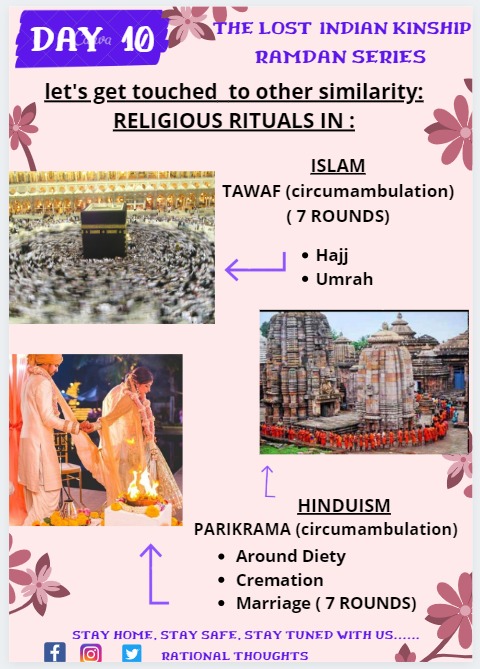 DAY 10
THE LOST INDIAN KINSHIP
RAMDAN SERIES
let's get touched to other similarity:
RELIGIOUS RITUALS IN :
ISLAM
TAWAF (circumambulation)
( 7 ROUNDS)
• Hajj
• Umrah
HINDUISM
PARIKRAMA (circumambulation)
• Around Diety
• Cremation
• Marriage ( 7 ROUNDS)
STAY HOME, STAY SAFE, STAY TUNED WITH US......
RATIONAL THOUGHTS